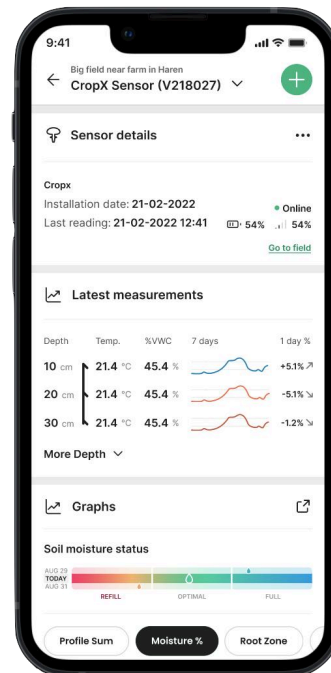 9:41
Big field near farm in Haren
CropX Sensor (V218027)
Sensor details
Cropx
Installation date: 21-02-2022
Online
Last reading: 21-02-2022 12:41
54%
54%
Go to field
Latest measurements
Depth Temp. %VWC 7 days 1 day %
10 cm 21.4 °C 45.4 % +5.1%
20 cm 21.4 °C 45.4 % -5.1%
30 cm 21.4 °C 45.4 % -1.2%
More Depth
Graphs
Soil moisture status
AUG 29
TODAY
AUG 31
REFILL OPTIMAL FULL
Profile Sum Moisture % Root Zone